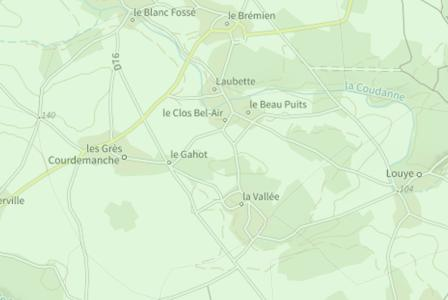 le Blanc Fossé
le Brémien
D16
Laubette
la Coudanne
le Beau Puits
le Clos Bel-Air
140
les Grès
Courdemanche
le Gahot
Louye
104
la Vallée
erville